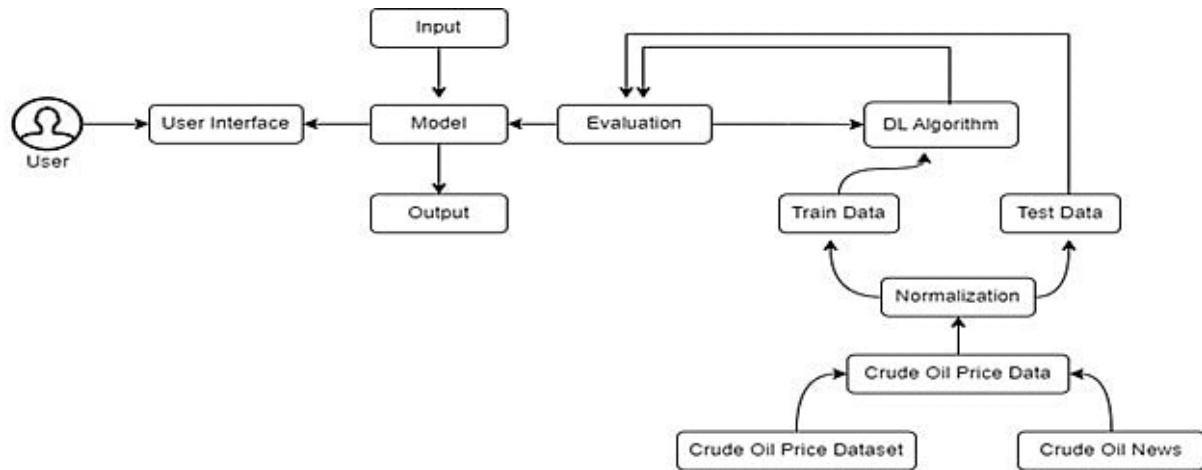 Input
User Interface
Model
Evaluation
DL Algorithm
User
Output
Train Data
Test Data
Normalization
Crude Oil Price Data
Crude Oil Price Dataset
Crude Oil News